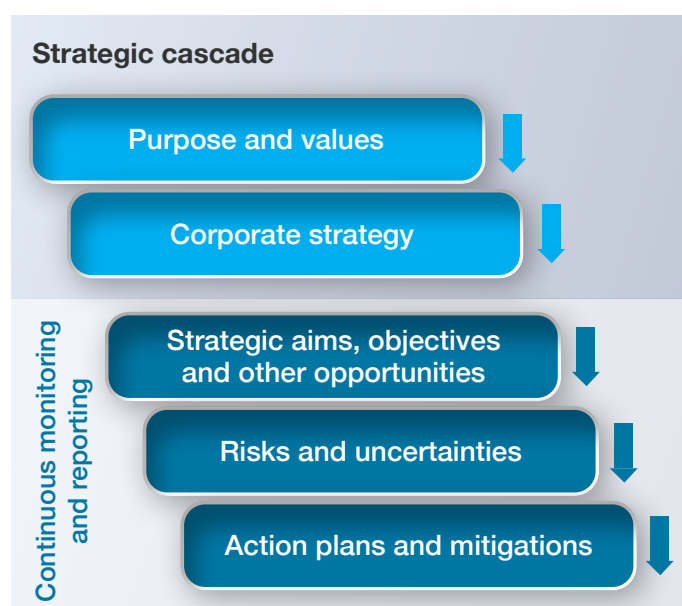 Strategic cascade
Purpose and values
Corporate strategy
Continuous monitoring
and reporting
Strategic aims, objectives
and other opportunities
Risks and uncertainties
Action plans and mitigations